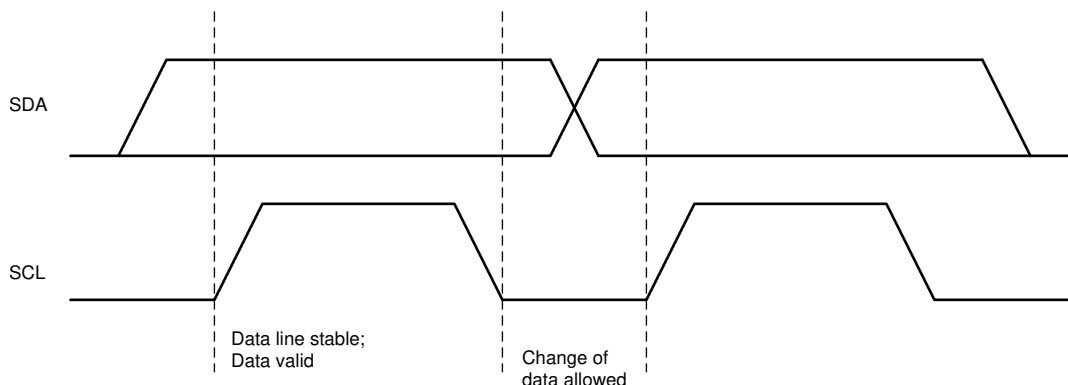 SDA
SCL
Data line stable;
Data valid
Change of
data allowed